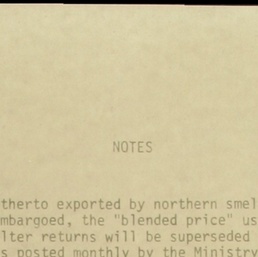 NOTES
therto exported by northern smel
mbargoed, the "blended price" us
lter returns will be superseded
s posted monthly by the Ministry